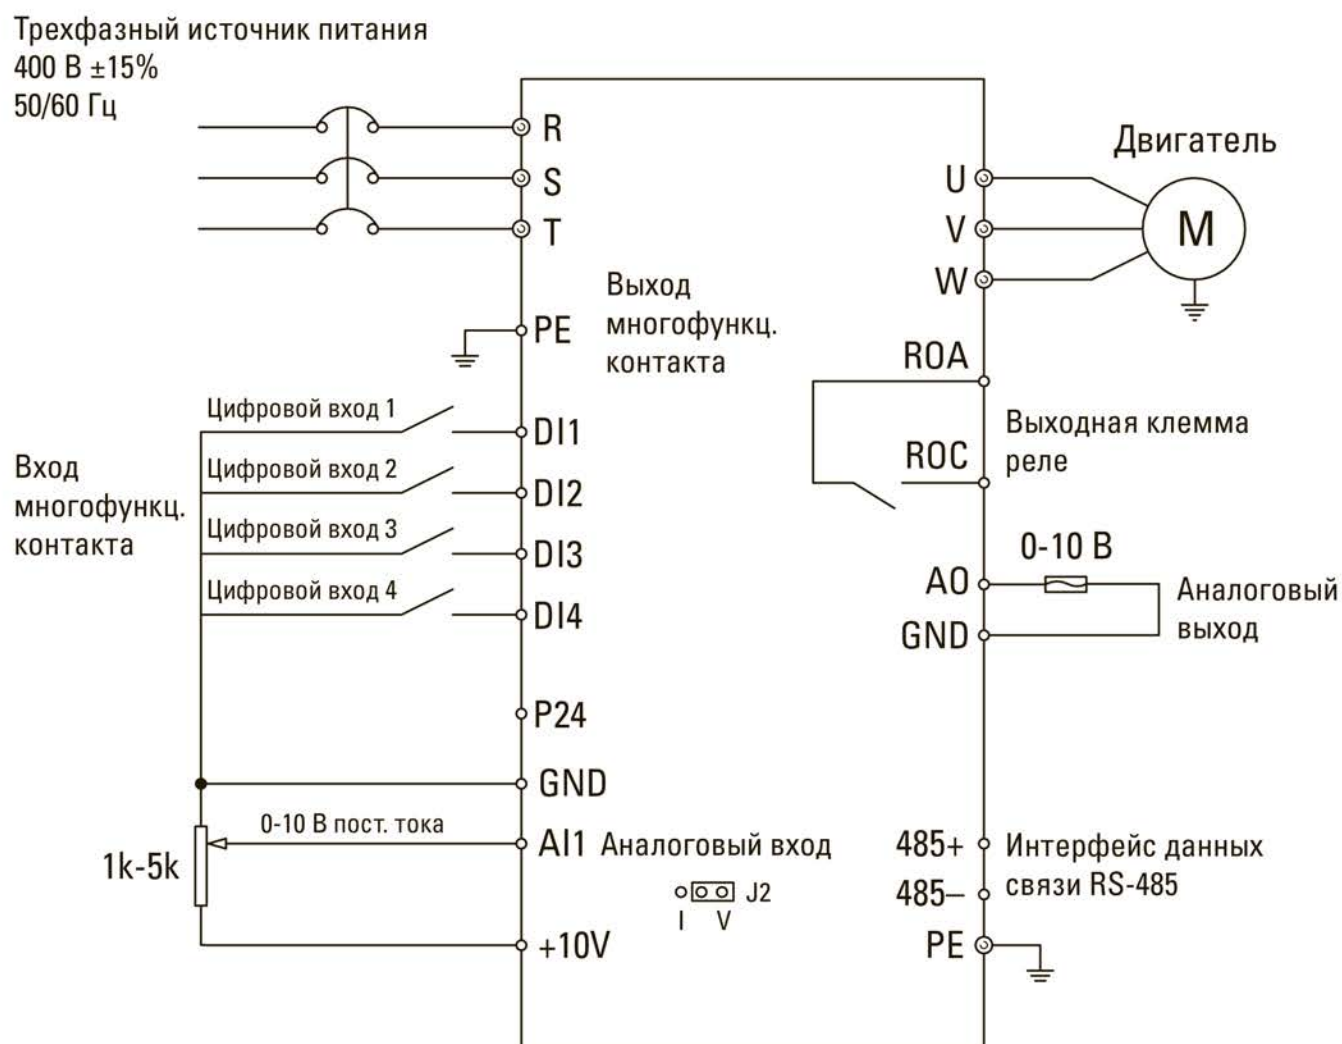 Трехфазный источник питания
400 В ±15%
50/60 Гц
R
S
T
PE
Выход
многофункц.
контакта
Вход
многофункц.
контакта
Цифровой вход 1
DI1
Цифровой вход 2
DI2
Цифровой вход 3
DI3
Цифровой вход 4
DI4
P24
GND
0-10 В пост. тока
AI1 Аналоговый вход
1k-5k
J2
I V
+10V
Двигатель
U
V
W
M
ROA
ROC
Выходная клемма
реле
0-10 В
AO
GND
Аналоговый
выход
485+
485–
Интерфейс данных
связи RS-485
PE